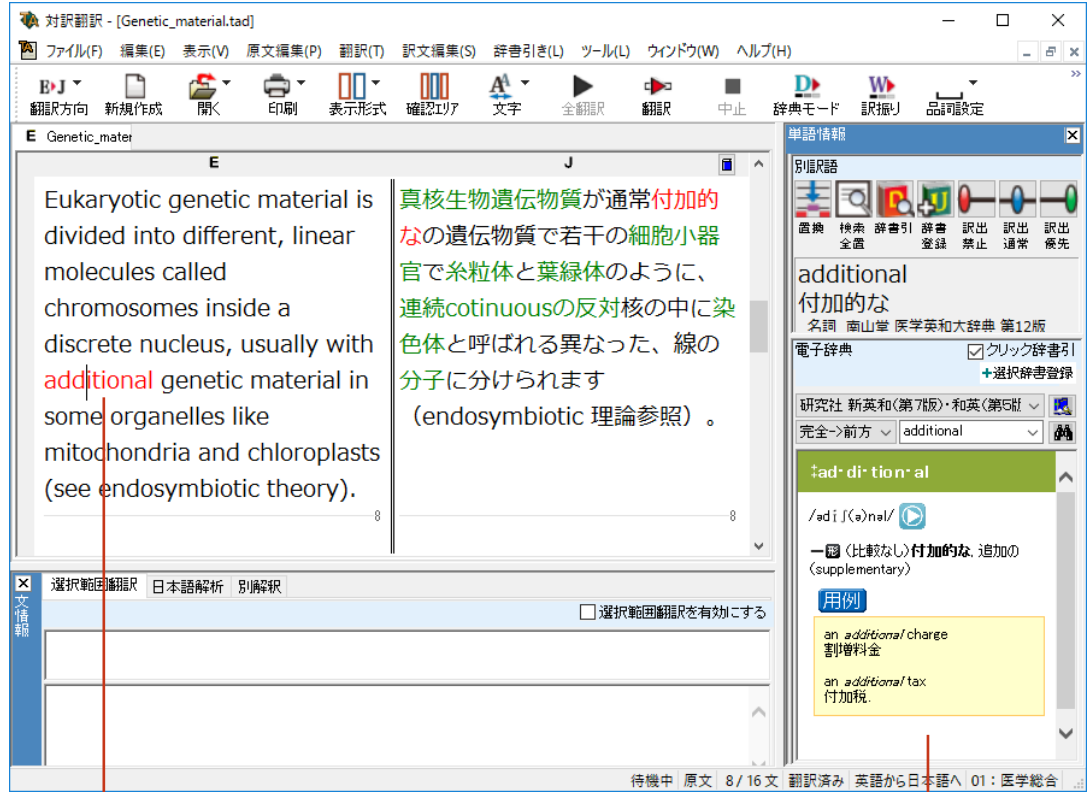 対訳翻訳 - [Genetic_material.tad]
ファイル(F) 編集(E) 表示(V) 原文編集(P) 翻訳(T) 訳文編集(S) 辞書引き(L) ツール(L) ウィンドウ(W) ヘルプ(H)
翻訳方向 新規作成 開く 印刷 表示形式 確認エリア 文字 全翻訳 翻訳 中止 辞典モード 訳振り 品詞設定
E Genetic_mater
E J
Eukaryotic genetic material is
divided into different, linear
molecules called
chromosomes inside a
discrete nucleus, usually with
additional genetic material in
some organelles like
mitochondria and chloroplasts
(see endosymbiotic theory).
8
真核生物遺伝物質が通常付加的
なの遺伝物質で若干の細胞小器
官で糸粒体と葉緑体のように、
連続cotinuousの反対核の中に染
色体と呼ばれる異なった、線の
分子に分けられます
（endosymbiotic 理論参照）。
8
単語情報
別訳語
置換 検索全置 辞書引 辞書登録 訳出禁止 訳出通常 訳出優先
additional
付加的な
名詞 南山堂 医学英和大辞典 第12版
電子辞典 クリック辞書引
+選択辞書登録
研究社 新英和(第7版)・和英(第5版
完全->前方 additional
‡ad·di·tion·al
/ədíʃ(ə)nəl/
—形 (比較なし)付加的な, 追加の
(supplementary)
用例
an additional charge
割増料金
an additional tax
付加税.
文情報
選択範囲翻訳 日本語解析 別解釈
選択範囲翻訳を有効にする
待機中 原文 8/16文 翻訳済み 英語から日本語へ 01：医学総合